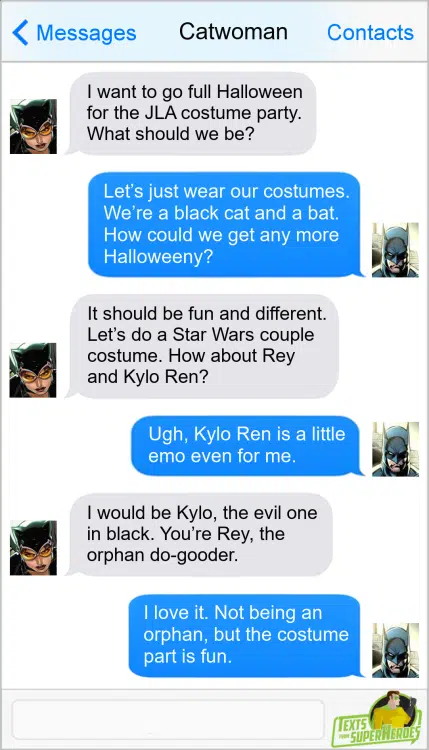 Messages
Catwoman
Contacts
I want to go full Halloween
for the JLA costume party.
What should we be?
Let’s just wear our costumes.
We’re a black cat and a bat.
How could we get any more
Halloweeny?
It should be fun and different.
Let’s do a Star Wars couple
costume. How about Rey
and Kylo Ren?
Ugh, Kylo Ren is a little
emo even for me.
I would be Kylo, the evil one
in black. You’re Rey, the
orphan do-gooder.
I love it. Not being an
orphan, but the costume
part is fun.
TEXTS
FROM
SUPERHEROES